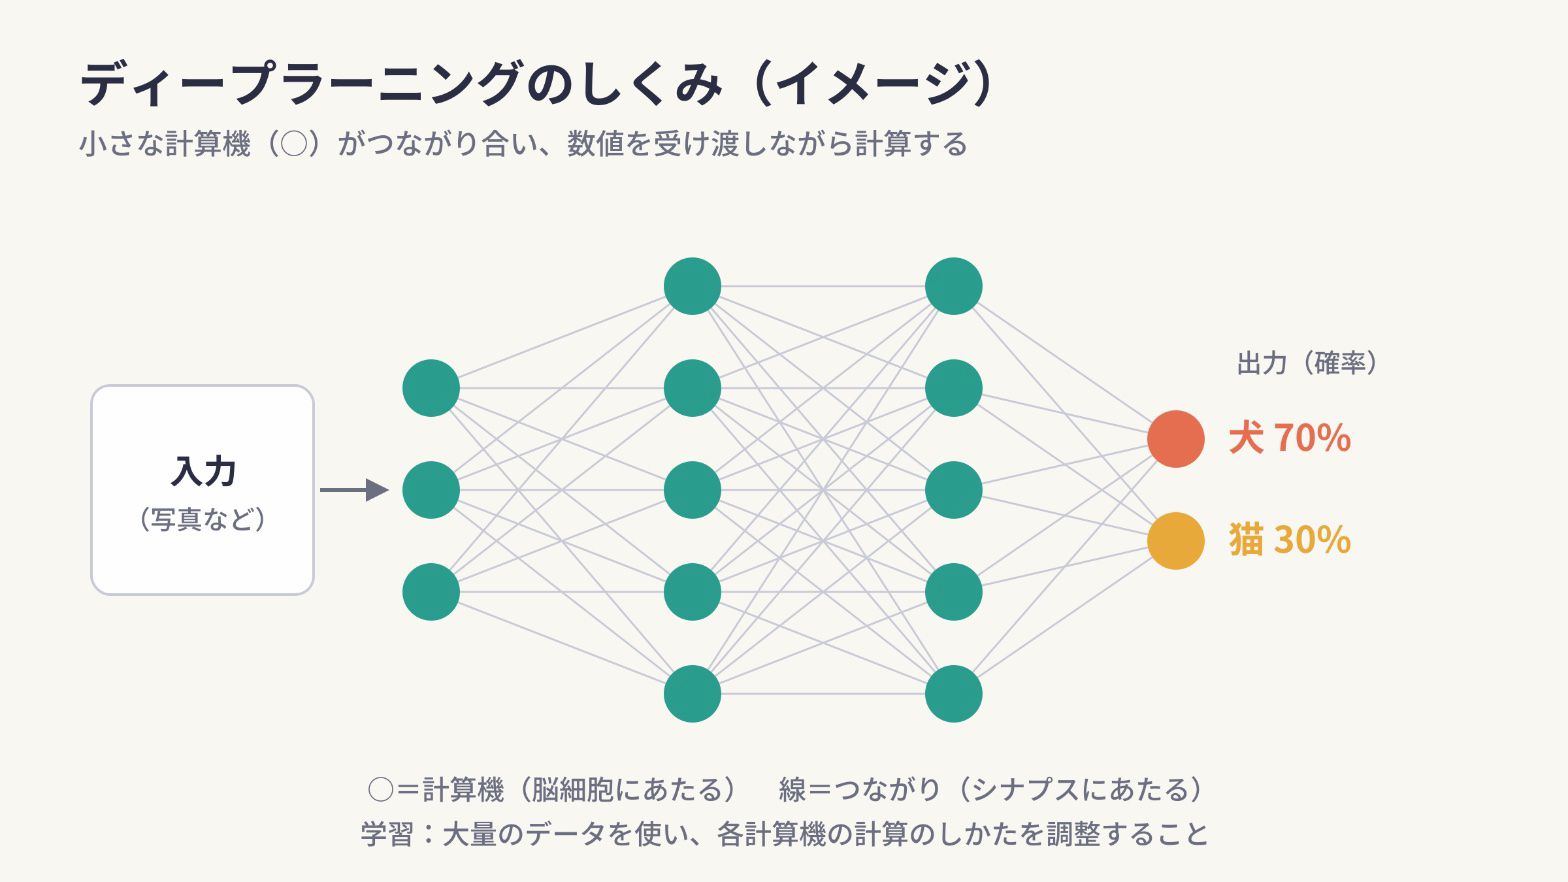 ディープラーニングのしくみ（イメージ）
小さな計算機（○）がつながり合い、数値を受け渡しながら計算する
入力
（写真など）
出力（確率）
犬 70%
猫 30%
○＝計算機（脳細胞にあたる）　線＝つながり（シナプスにあたる）
学習：大量のデータを使い、各計算機の計算のしかたを調整すること